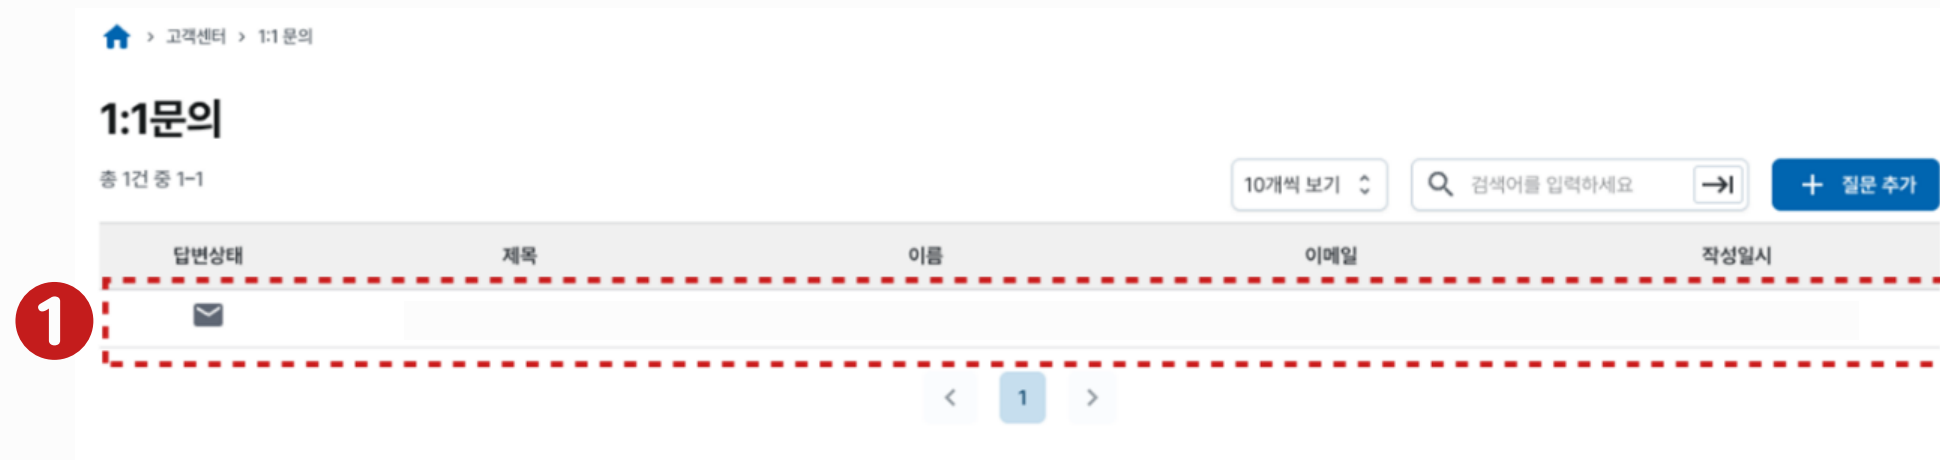 고객센터 > 1:1 문의
1:1문의
총 1건 중 1-1
10개씩 보기 검색어를 입력하세요 + 질문 추가
답변상태 제목 이름 이메일 작성일시
1
< 1 >